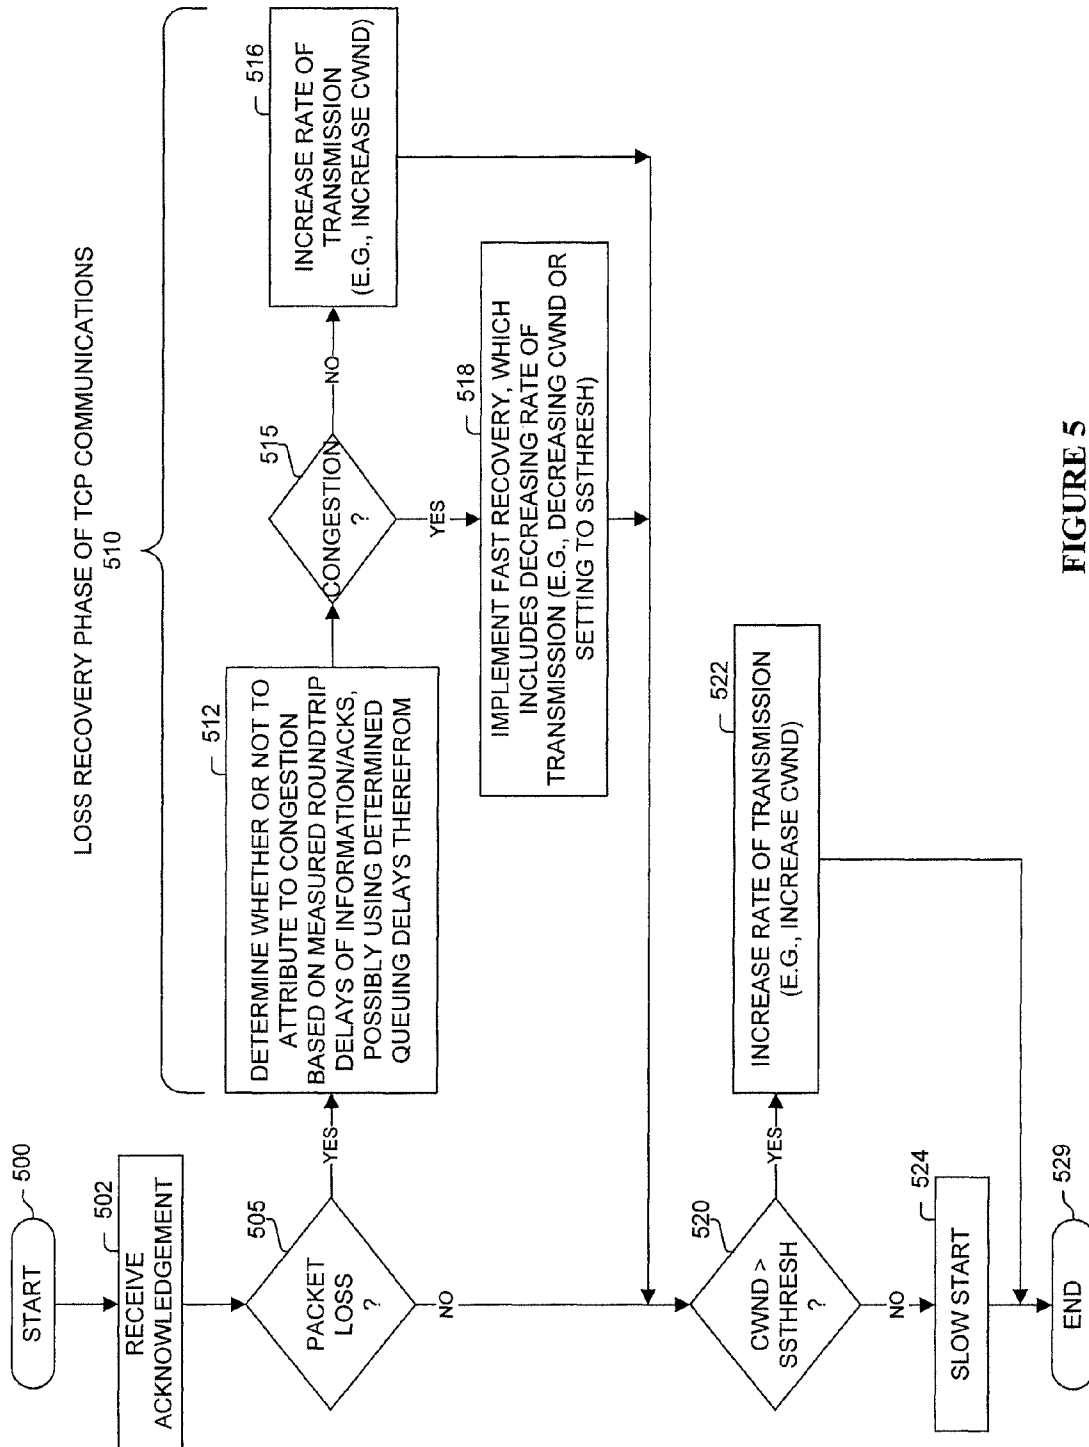 LOSS RECOVERY PHASE OF TCP COMMUNICATIONS
510
START
500
RECEIVE
ACKNOWLEDGEMENT
502
PACKET
LOSS
?
505
YES
NO
DETERMINE WHETHER OR NOT TO
ATTRIBUTE TO CONGESTION
BASED ON MEASURED ROUNDTRIP
DELAYS OF INFORMATION/ACKS,
POSSIBLY USING DETERMINED
QUEUING DELAYS THEREFROM
512
CONGESTION
?
515
NO
YES
INCREASE RATE OF
TRANSMISSION
(E.G., INCREASE CWND)
516
IMPLEMENT FAST RECOVERY, WHICH
INCLUDES DECREASING RATE OF
TRANSMISSION (E.G., DECREASING CWND OR
SETTING TO SSTHRESH)
518
CWND >
SSTHRESH
?
520
YES
NO
INCREASE RATE OF TRANSMISSION
(E.G., INCREASE CWND)
522
SLOW START
524
END
529
FIGURE 5